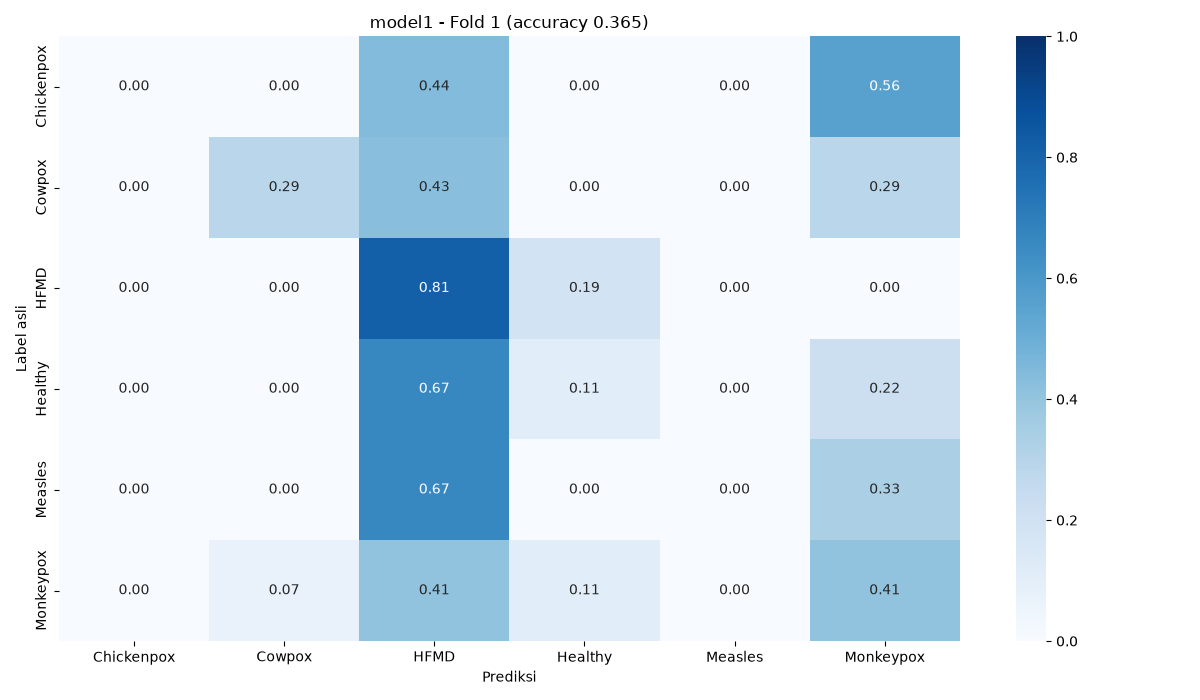 model1 - Fold 1 (accuracy 0.365)
Label asli
Chickenpox 0.00 0.00 0.44 0.00 0.00 0.56
Cowpox 0.00 0.29 0.43 0.00 0.00 0.29
HFMD 0.00 0.00 0.81 0.19 0.00 0.00
Healthy 0.00 0.00 0.67 0.11 0.00 0.22
Measles 0.00 0.00 0.67 0.00 0.00 0.33
Monkeypox 0.00 0.07 0.41 0.11 0.00 0.41
Chickenpox Cowpox HFMD Healthy Measles Monkeypox
Prediksi
1.0
0.8
0.6
0.4
0.2
0.0